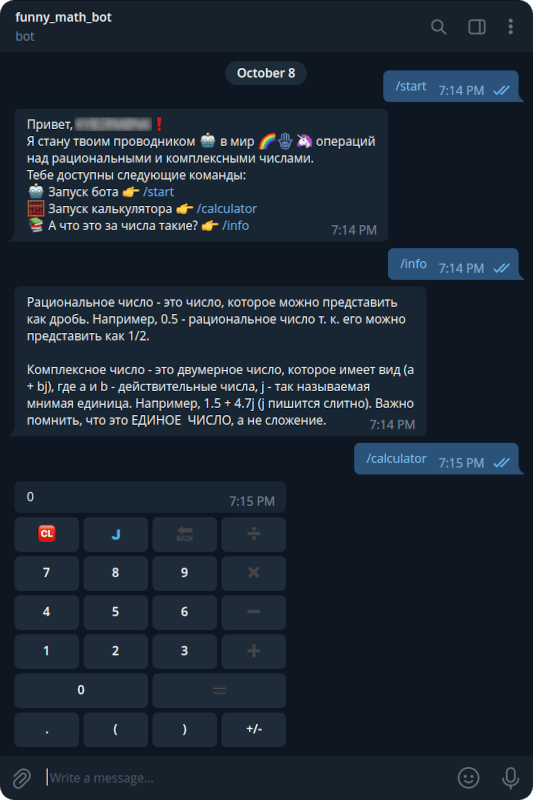 funny_math_bot
bot
October 8
/start 7:14 PM
Привет, ❗
Я стану твоим проводником 🤖 в мир 🌈🔮🦄 операций
над рациональными и комплексными числами.
Тебе доступны следующие команды:
🤖 Запуск бота 👉 /start
🧮 Запуск калькулятора 👉 /calculator
📚 А что это за числа такие? 👉 /info
7:14 PM
/info 7:14 PM
Рациональное число - это число, которое можно представить
как дробь. Например, 0.5 - рациональное число т. к. его можно
представить как 1/2.
Комплексное число - это двумерное число, которое имеет вид (a
+ bj), где a и b - действительные числа, j - так называемая
мнимая единица. Например, 1.5 + 4.7j (j пишится слитно). Важно
помнить, что это ЕДИНОЕ ЧИСЛО, а не сложение.
7:14 PM
/calculator 7:15 PM
0 7:15 PM
CL J BACK ÷
7 8 9 ×
4 5 6 −
1 2 3 +
0 =
. ( ) +/-
Write a message...